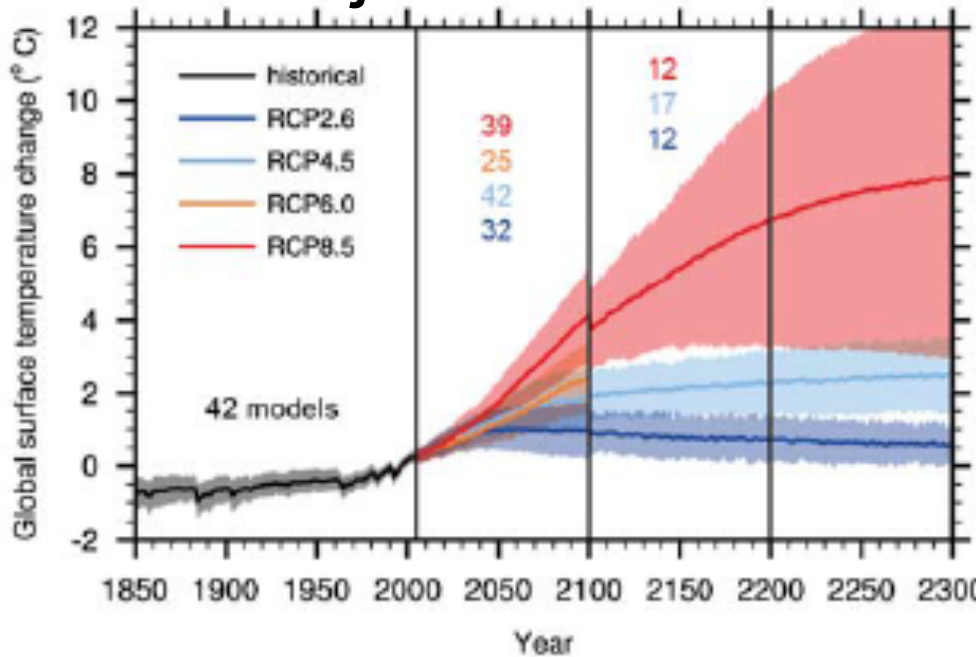 Global surface temperature change (° C)
12
10
8
6
4
2
0
-2
historical
RCP2.6
RCP4.5
RCP6.0
RCP8.5
42 models
39
25
42
32
12
17
12
1850 1900 1950 2000 2050 2100 2150 2200 2250 2300
Year